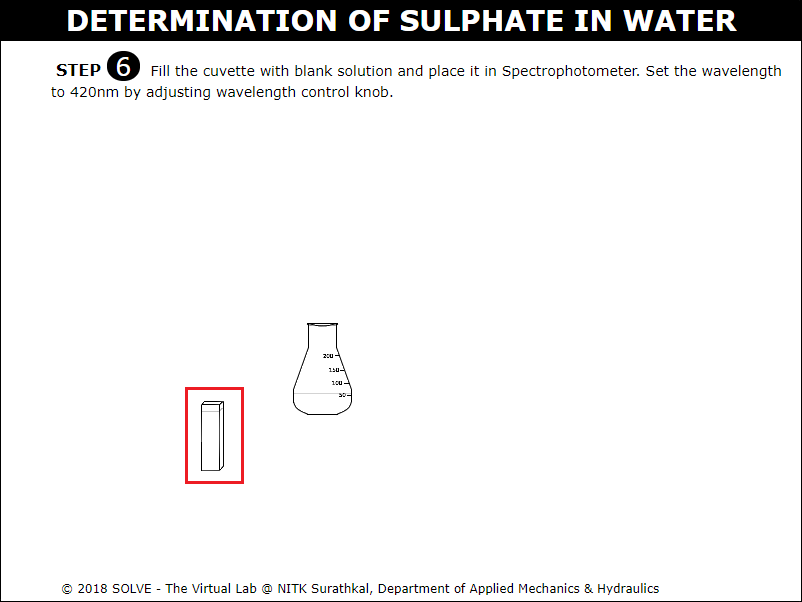 DETERMINATION OF SULPHATE IN WATER
STEP 6 Fill the cuvette with blank solution and place it in Spectrophotometer. Set the wavelength
to 420nm by adjusting wavelength control knob.
200
150
100
50
© 2018 SOLVE - The Virtual Lab @ NITK Surathkal, Department of Applied Mechanics & Hydraulics